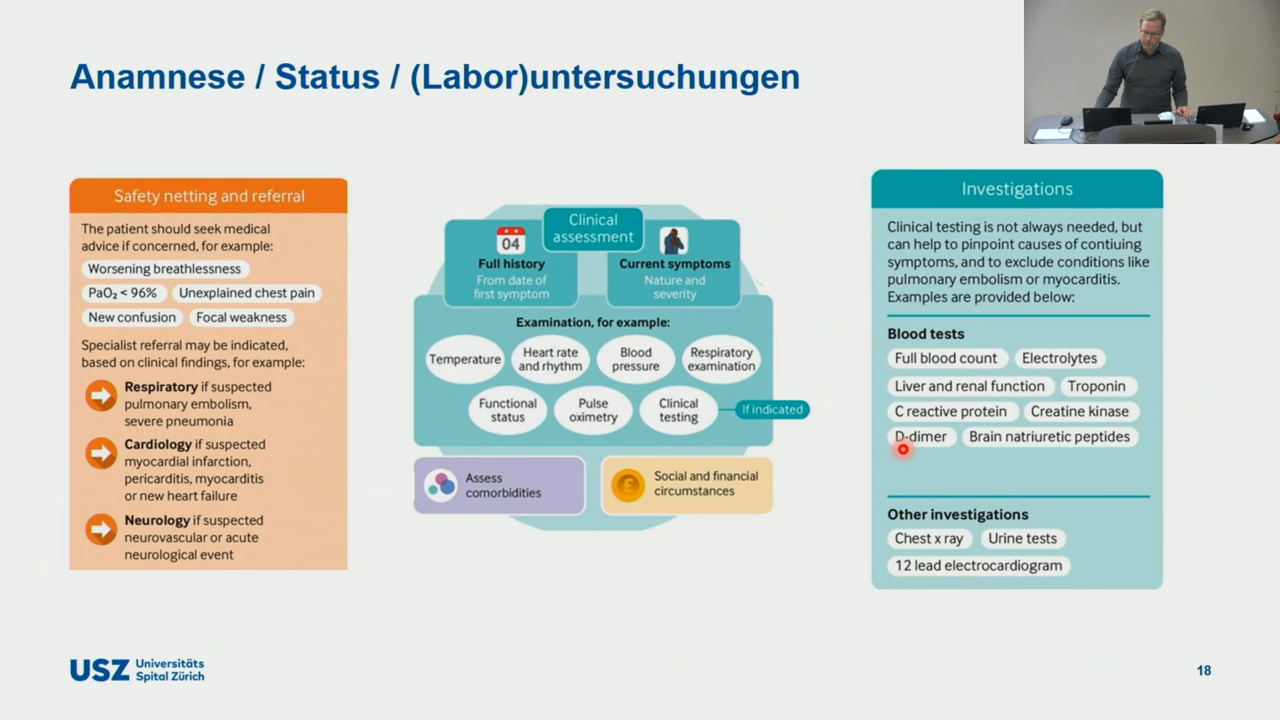 Anamnese / Status / (Labor)untersuchungen
Safety netting and referral
The patient should seek medical
advice if concerned, for example:
Worsening breathlessness
PaO₂ < 96% Unexplained chest pain
New confusion Focal weakness
Specialist referral may be indicated,
based on clinical findings, for example:
Respiratory if suspected
pulmonary embolism,
severe pneumonia
Cardiology if suspected
myocardial infarction,
pericarditis, myocarditis
or new heart failure
Neurology if suspected
neurovascular or acute
neurological event
Clinical
assessment
04
Full history
From date of
first symptom
Current symptoms
Nature and
severity
Examination, for example:
Temperature
Heart rate
and rhythm
Blood
pressure
Respiratory
examination
Functional
status
Pulse
oximetry
Clinical
testing
If indicated
Assess
comorbidities
£
Social and financial
circumstances
Investigations
Clinical testing is not always needed, but
can help to pinpoint causes of contiuing
symptoms, and to exclude conditions like
pulmonary embolism or myocarditis.
Examples are provided below:
Blood tests
Full blood count Electrolytes
Liver and renal function Troponin
C reactive protein Creatine kinase
D-dimer Brain natriuretic peptides
Other investigations
Chest x ray Urine tests
12 lead electrocardiogram
USZ Universitäts
Spital Zürich
18